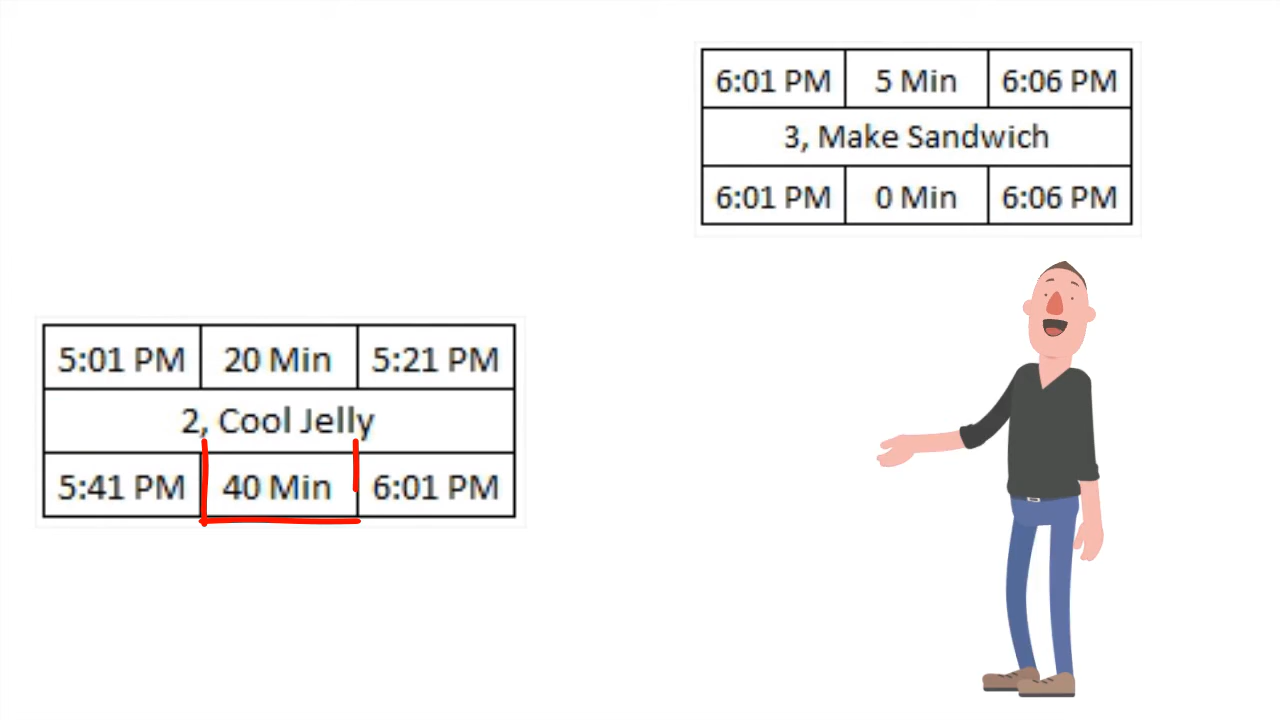 6:01 PM 5 Min 6:06 PM
3, Make Sandwich
6:01 PM 0 Min 6:06 PM
5:01 PM 20 Min 5:21 PM
2, Cool Jelly
5:41 PM 40 Min 6:01 PM